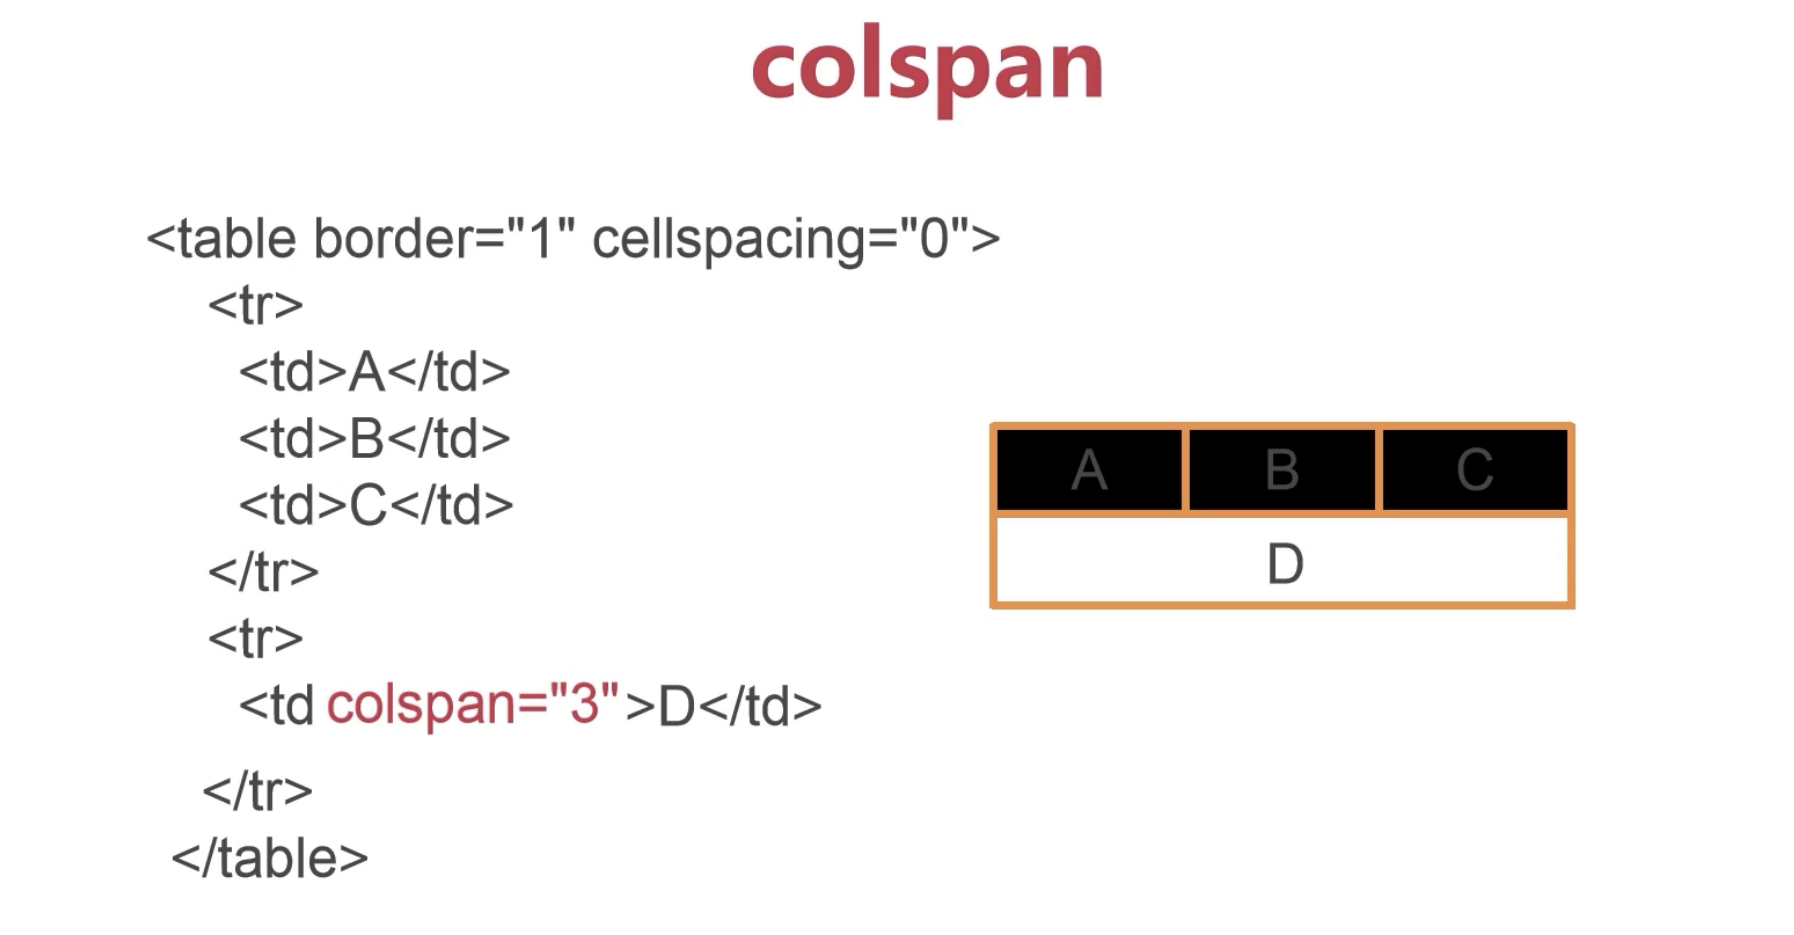 colspan
<table border="1" cellspacing="0">
<tr>
<td>A</td>
<td>B</td>
<td>C</td>
</tr>
<tr>
<td colspan="3">D</td>
</tr>
</table>
A B C
D